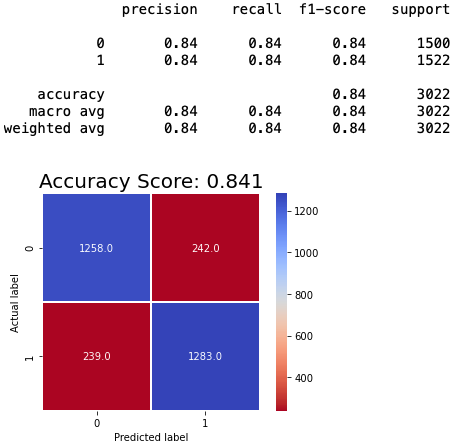 precision recall f1-score support
0 0.84 0.84 0.84 1500
1 0.84 0.84 0.84 1522
accuracy 0.84 3022
macro avg 0.84 0.84 0.84 3022
weighted avg 0.84 0.84 0.84 3022
Accuracy Score: 0.841
Actual label
0
1
1258.0 242.0
239.0 1283.0
0 1
Predicted label
1200
1000
800
600
400